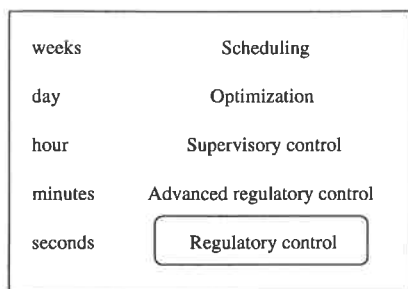 weeks Scheduling
day Optimization
hour Supervisory control
minutes Advanced regulatory control
seconds Regulatory control